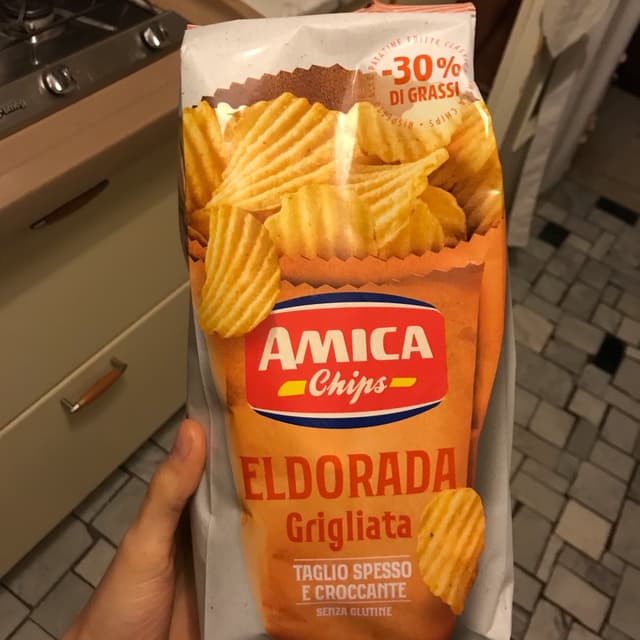 -30%
DI GRASSI
AMICA
Chips
ELDORADA
Grigliata
TAGLIO SPESSO
E CROCCANTE
SENZA GLUTINE